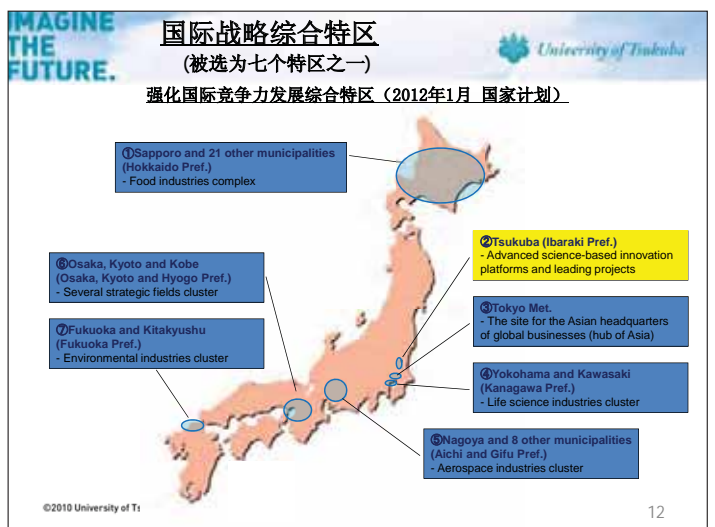 IMAGINE
THE
FUTURE.
国际战略综合特区
(被选为七个特区之一)
University of Tsukuba
强化国际竞争力发展综合特区（2012年1月 国家计划）
①Sapporo and 21 other municipalities
(Hokkaido Pref.)
- Food industries complex
②Tsukuba (Ibaraki Pref.)
- Advanced science-based innovation
platforms and leading projects
⑥Osaka, Kyoto and Kobe
(Osaka, Kyoto and Hyogo Pref.)
- Several strategic fields cluster
③Tokyo Met.
- The site for the Asian headquarters
of global businesses (hub of Asia)
⑦Fukuoka and Kitakyushu
(Fukuoka Pref.)
- Environmental industries cluster
④Yokohama and Kawasaki
(Kanagawa Pref.)
- Life science industries cluster
⑤Nagoya and 8 other municipalities
(Aichi and Gifu Pref.)
- Aerospace industries cluster
©2010 University of Ts
12